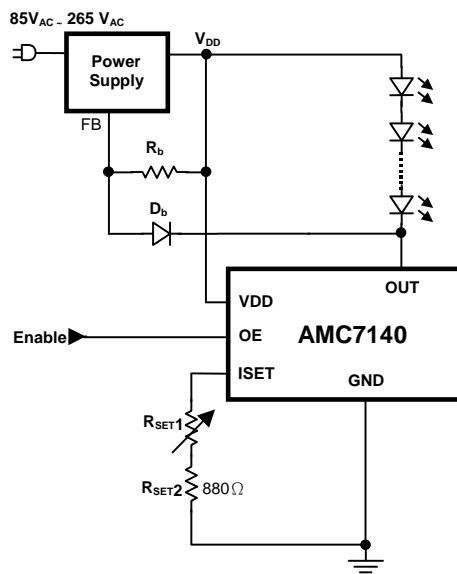 85VAC ~ 265 VAC
VDD
Power
Supply
FB
Rb
Db
OUT
VDD
AMC7140
Enable
OE
ISET
GND
RSET1
RSET2 880Ω